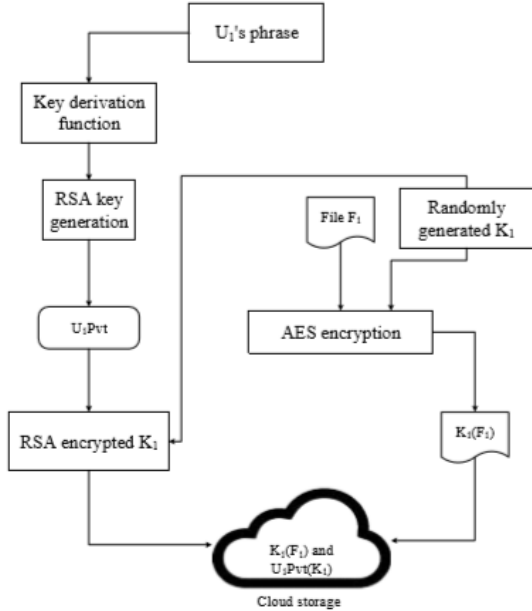 U₁'s phrase
Key derivation
function
RSA key
generation
File F₁
Randomly
generated K₁
U₁Pvt
AES encryption
RSA encrypted K₁
K₁(F₁)
K₁(F₁) and
U₁Pvt(K₁)
Cloud storage